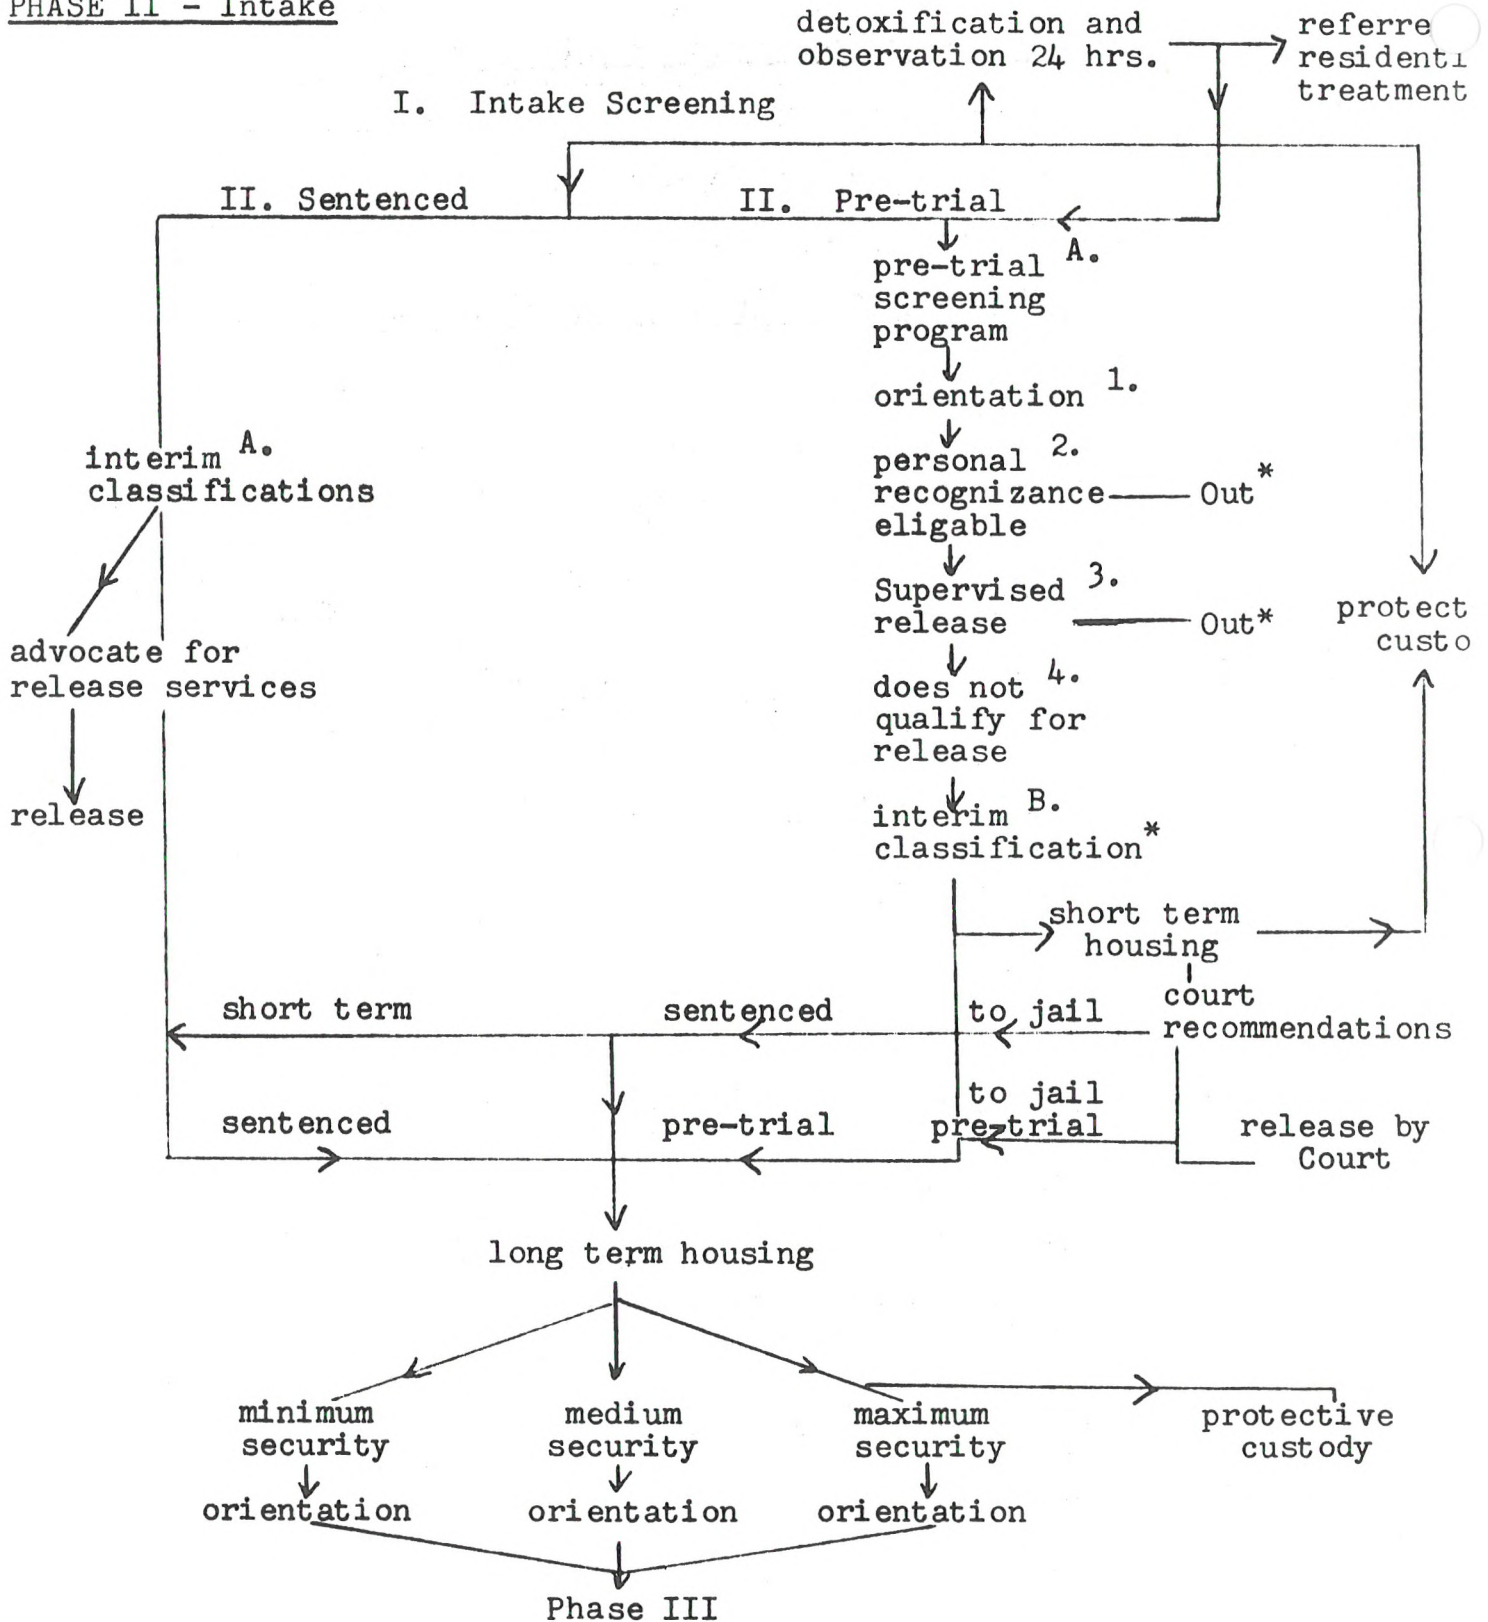 PHASE II - Intake
detoxification and
observation 24 hrs.
treatment
I. Intake Screening
II. Sentenced
II. Pre-trial
pre-trial A.
screening
program
orientation 1.
personal 2.
recognizance Out*
eligable
Supervised 3.
release Out*
does not 4.
qualify for
release
interim B.
classification*
interim A.
classifications
advocate for
release services
release
protect
custo
short term
housing
court
recommendations
short term
sentenced
to jail
to jail
pre-trial
sentenced
pre-trial
release by
Court
long term housing
minimum
security
medium
security
maximum
security
protective
custody
orientation
orientation
orientation
Phase III